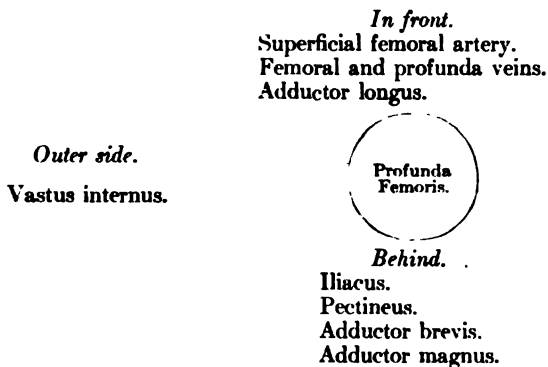 In front.
Superficial femoral artery.
Femoral and profunda veins.
Adductor longus.
Outer side.
Vastus internus.
Profunda
Femoris.
Behind.
Iliacus.
Pectineus.
Adductor brevis.
Adductor magnus.